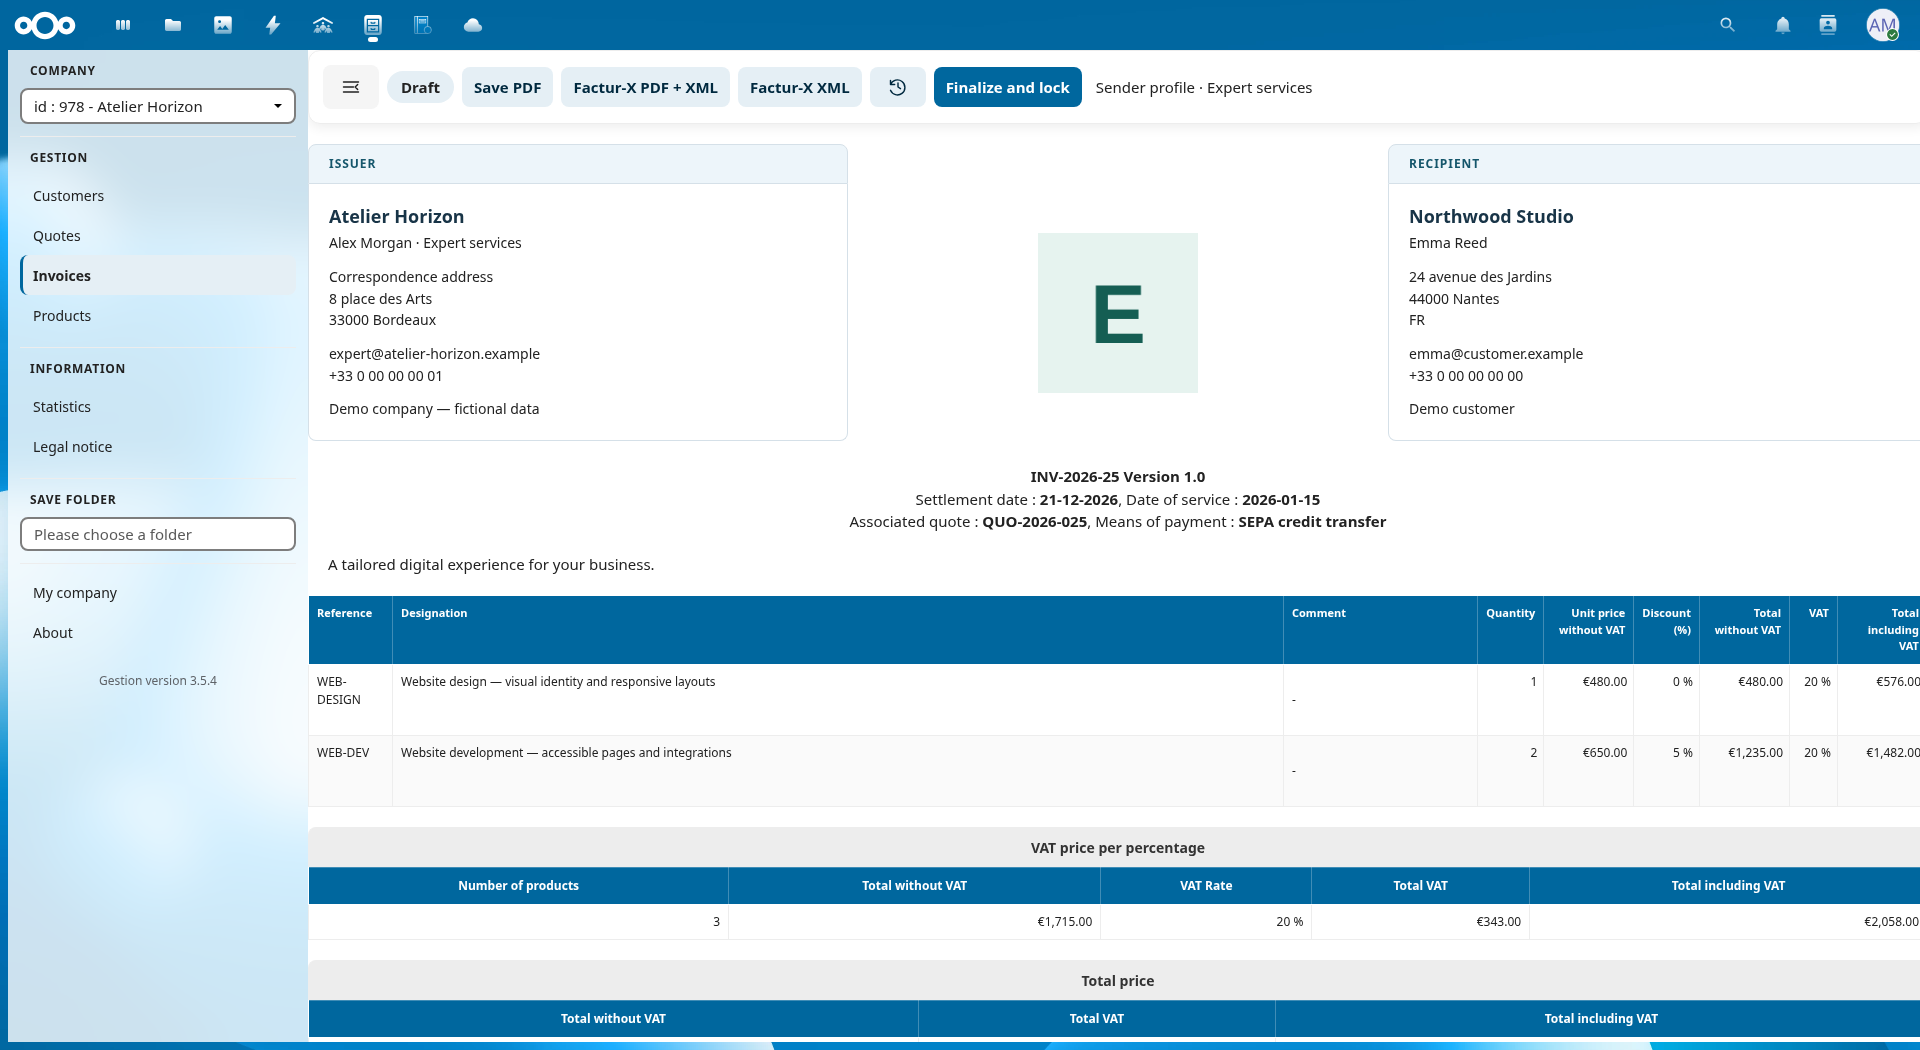 AM
COMPANY
id : 978 - Atelier Horizon
GESTION
Customers
Quotes
Invoices
Products
INFORMATION
Statistics
Legal notice
SAVE FOLDER
Please choose a folder
My company
About
Gestion version 3.5.4
Draft
Save PDF
Factur-X PDF + XML
Factur-X XML
Finalize and lock
Sender profile · Expert services
ISSUER
Atelier Horizon
Alex Morgan · Expert services
Correspondence address
8 place des Arts
33000 Bordeaux
expert@atelier-horizon.example
+33 0 00 00 00 01
Demo company — fictional data
E
RECIPIENT
Northwood Studio
Emma Reed
24 avenue des Jardins
44000 Nantes
FR
emma@customer.example
+33 0 00 00 00 00
Demo customer
INV-2026-25 Version 1.0
Settlement date : 21-12-2026, Date of service : 2026-01-15
Associated quote : QUO-2026-025, Means of payment : SEPA credit transfer
A tailored digital experience for your business.
Reference Designation Comment Quantity Unit price without VAT Discount (%) Total without VAT VAT Total including VAT
WEB-DESIGN Website design — visual identity and responsive layouts - 1 €480.00 0 % €480.00 20 % €576.00
WEB-DEV Website development — accessible pages and integrations - 2 €650.00 5 % €1,235.00 20 % €1,482.00
VAT price per percentage
Number of products Total without VAT VAT Rate Total VAT Total including VAT
3 €1,715.00 20 % €343.00 €2,058.00
Total price
Total without VAT Total VAT Total including VAT